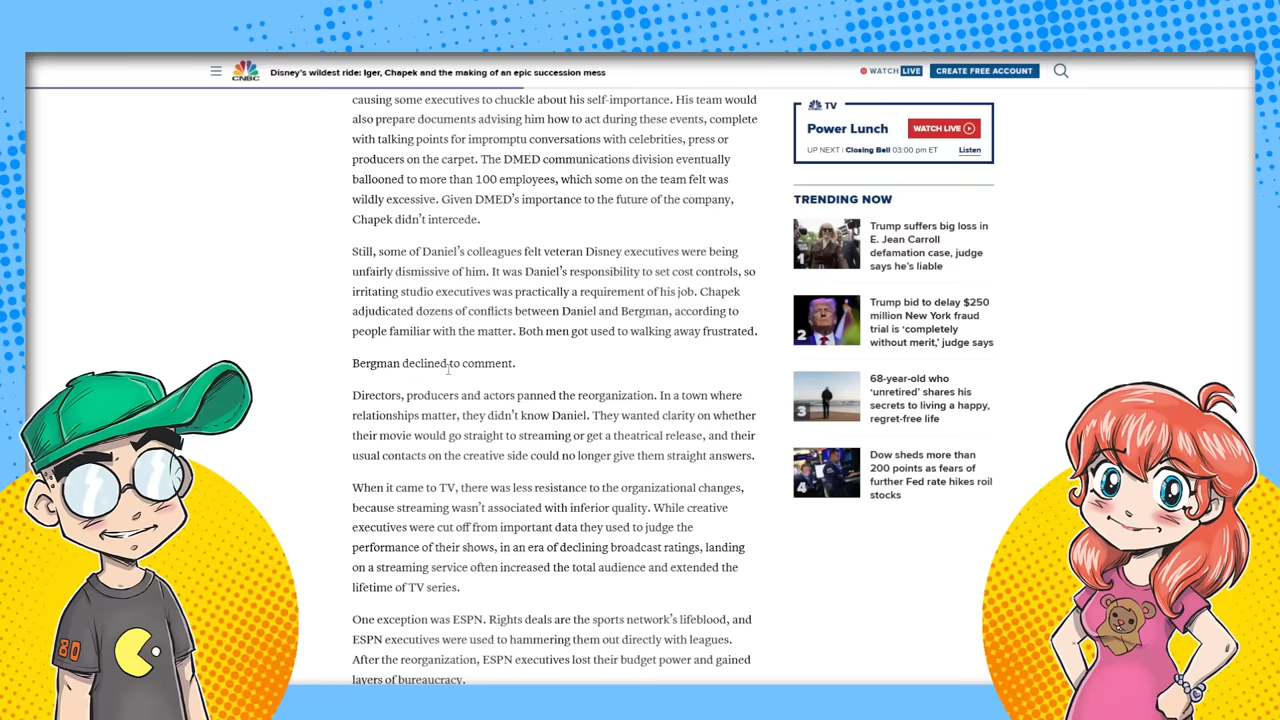 CNBC
Disney's wildest ride: Iger, Chapek and the making of an epic succession mess
WATCH LIVE
CREATE FREE ACCOUNT
causing some executives to chuckle about his self-importance. His team would
also prepare documents advising him how to act during these events, complete
with talking points for impromptu conversations with celebrities, press or
producers on the carpet. The DMED communications division eventually
ballooned to more than 100 employees, which some on the team felt was
wildly excessive. Given DMED's importance to the future of the company,
Chapek didn't intercede.
Still, some of Daniel's colleagues felt veteran Disney executives were being
unfairly dismissive of him. It was Daniel's responsibility to set cost controls, so
irritating studio executives was practically a requirement of his job. Chapek
adjudicated dozens of conflicts between Daniel and Bergman, according to
people familiar with the matter. Both men got used to walking away frustrated.
Bergman declined to comment.
Directors, producers and actors panned the reorganization. In a town where
relationships matter, they didn't know Daniel. They wanted clarity on whether
their movie would go straight to streaming or get a theatrical release, and their
usual contacts on the creative side could no longer give them straight answers.
When it came to TV, there was less resistance to the organizational changes,
because streaming wasn't associated with inferior quality. While creative
executives were cut off from important data they used to judge the
performance of their shows, in an era of declining broadcast ratings, landing
on a streaming service often increased the total audience and extended the
lifetime of TV series.
One exception was ESPN. Rights deals are the sports network's lifeblood, and
ESPN executives were used to hammering them out directly with leagues.
After the reorganization, ESPN executives lost their budget power and gained
layers of bureaucracy.
TV
Power Lunch
WATCH LIVE
UP NEXT | Closing Bell 03:00 pm ET
Listen
TRENDING NOW
1
Trump suffers big loss in
E. Jean Carroll
defamation case, judge
says he's liable
2
Trump bid to delay $250
million New York fraud
trial is 'completely
without merit,' judge says
3
68-year-old who
'unretired' shares his
secrets to living a happy,
regret-free life
4
Dow sheds more than
200 points as fears of
further Fed rate hikes roil
stocks
80